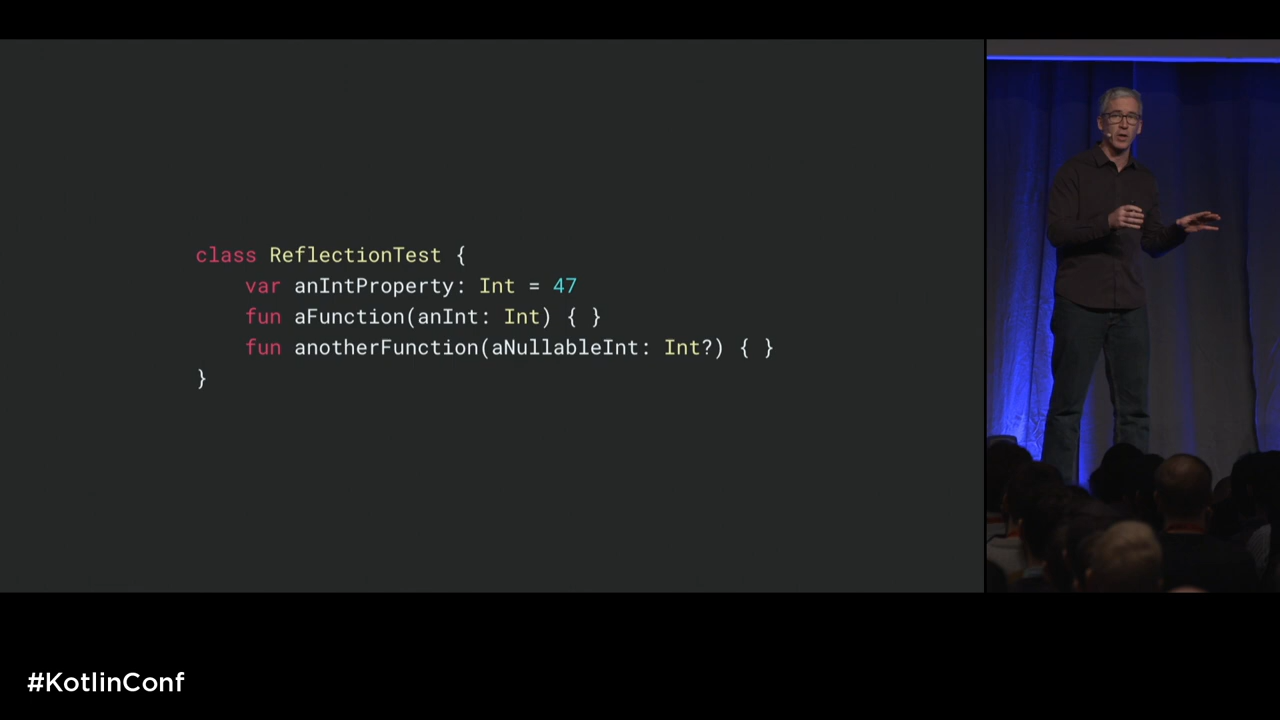 class ReflectionTest {
var anIntProperty: Int = 47
fun aFunction(anInt: Int) { }
fun anotherFunction(aNullableInt: Int?) { }
}
#KotlinConf